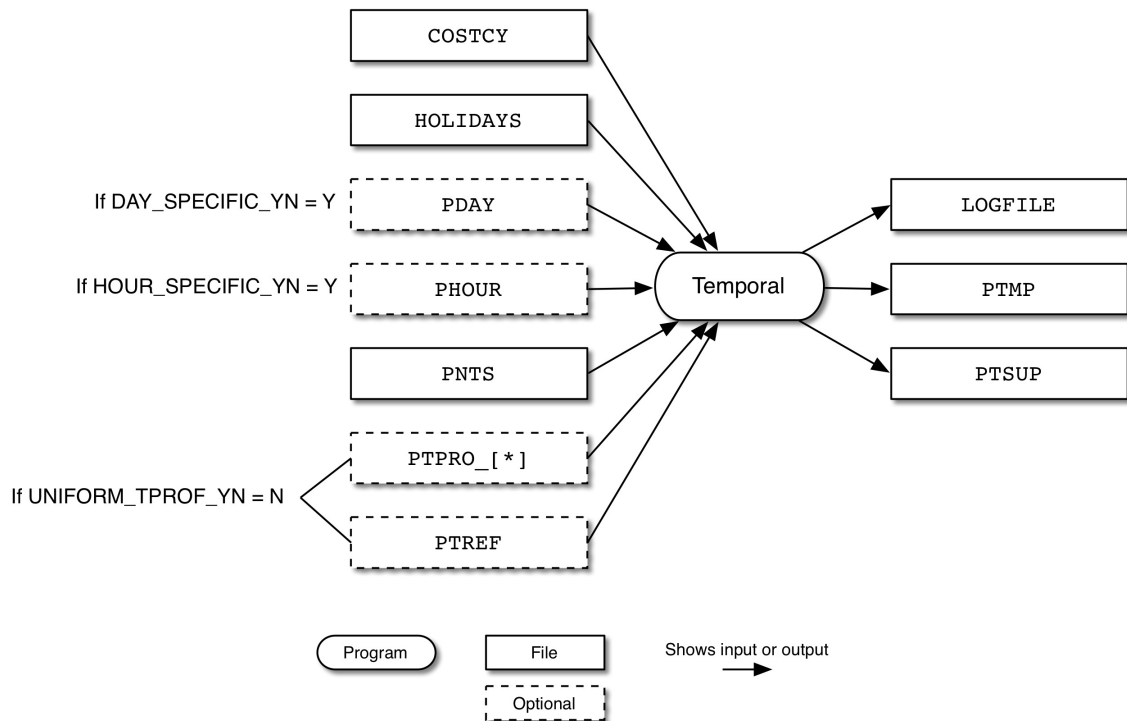 COSTCY
HOLIDAYS
If DAY_SPECIFIC_YN = Y
PDAY
LOGFILE
If HOUR_SPECIFIC_YN = Y
PHOUR
Temporal
PTMP
PNTS
PTSUP
PTPRO_[*]
If UNIFORM_TPROF_YN = N
PTREF
Program
File
Shows input or output
Optional